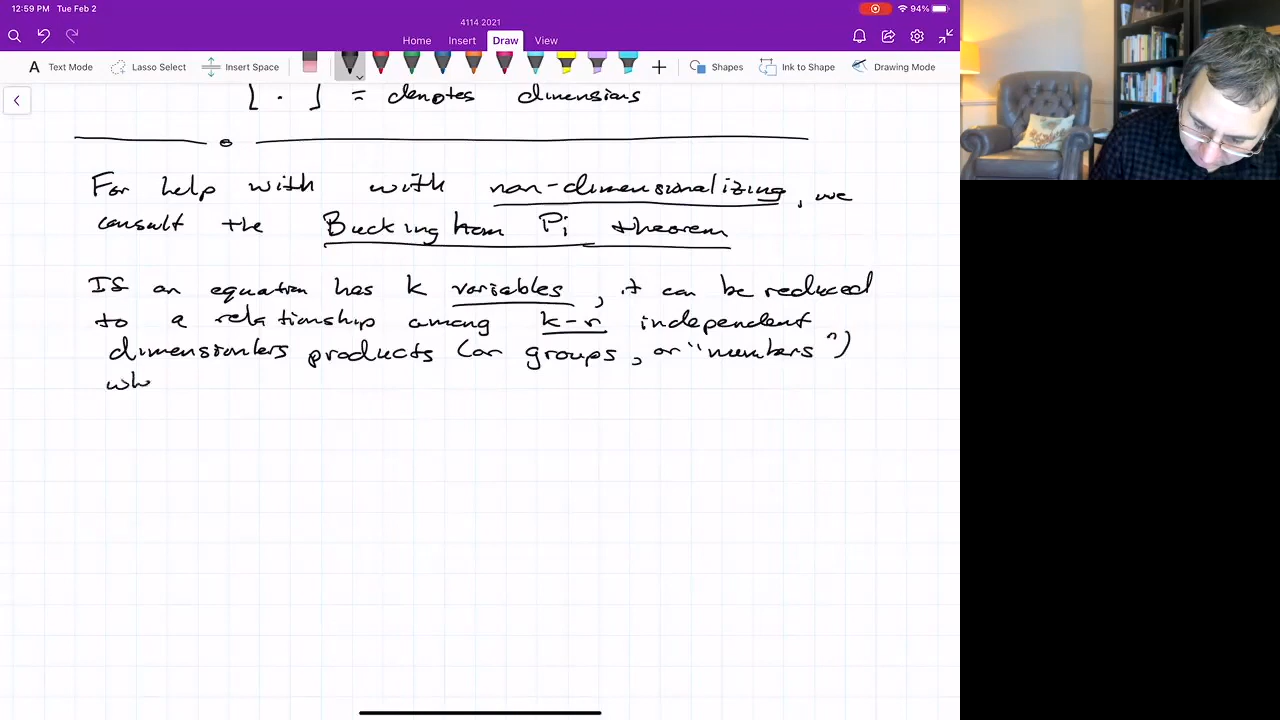 12:59 PM Tue Feb 2
94%
4114 2021
Home Insert Draw View
Text Mode Lasso Select Insert Space Shapes Ink to Shape Drawing Mode
[ · ] = denotes dimensions
For help with with non-dimensionalizing, we
consult the Buckingham Pi theorem
If an equation has k variables, it can be reduced
to a relationship among k-r independent
dimensionless products (or groups, or "numbers")
wh